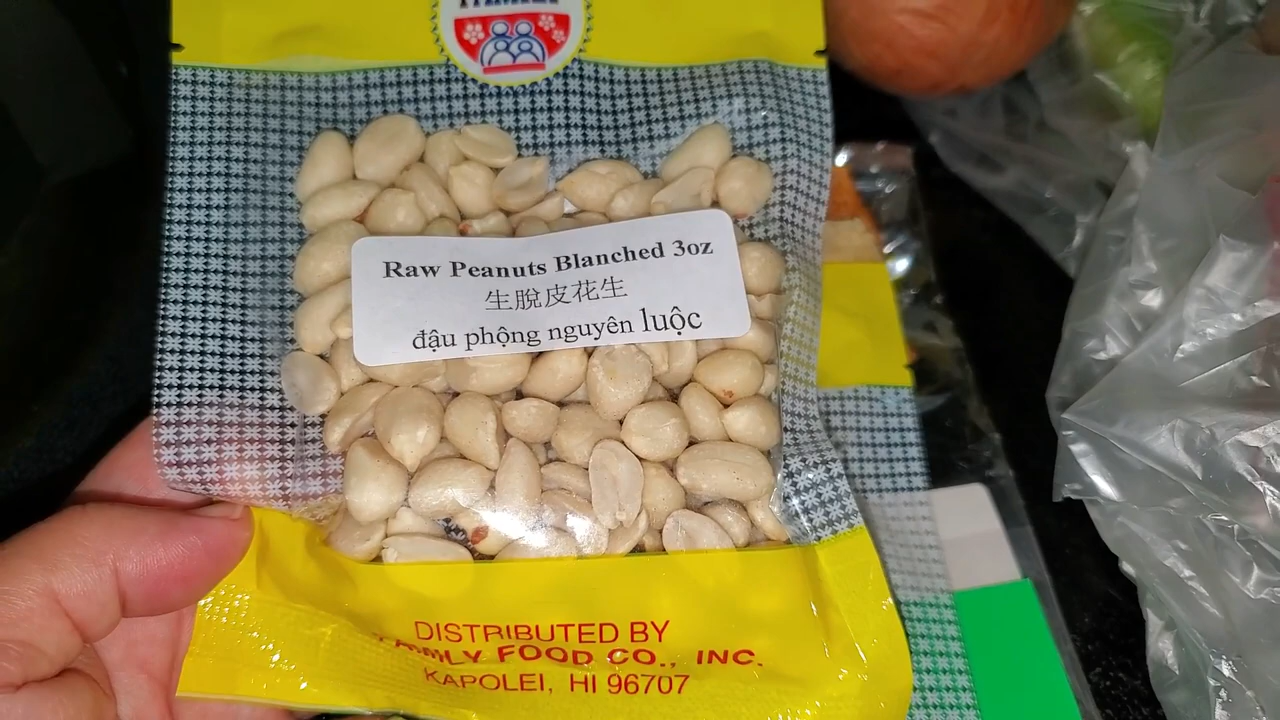 Raw Peanuts Blanched 3oz
生脫皮花生
đậu phộng nguyên luộc
DISTRIBUTED BY
FAMILY FOOD CO., INC.
KAPOLEI, HI 96707